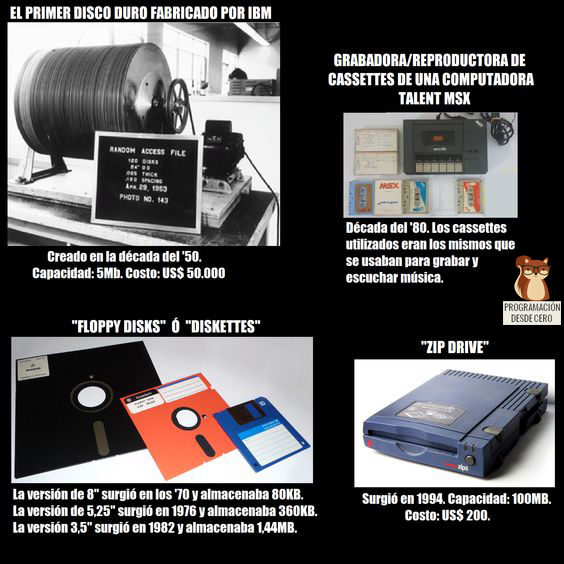 EL PRIMER DISCO DURO FABRICADO POR IBM
RANDOM ACCESS FILE
120 DISKS
24" OD
.025 THICK
.150 SPACING
APR. 29, 1953
PHOTO NO. 143
Creado en la década del '50.
Capacidad: 5Mb. Costo: US$ 50.000
GRABADORA/REPRODUCTORA DE
CASSETTES DE UNA COMPUTADORA
TALENT MSX
MSX
Década del '80. Los cassettes
utilizados eran los mismos que
se usaban para grabar y
escuchar música.
PROGRAMACIÓN
DESDE CERO
"FLOPPY DISKS" Ó "DISKETTES"
La versión de 8" surgió en los '70 y almacenaba 80KB.
La versión de 5,25" surgió en 1976 y almacenaba 360KB.
La versión 3,5" surgió en 1982 y almacenaba 1,44MB.
"ZIP DRIVE"
Surgió en 1994. Capacidad: 100MB.
Costo: US$ 200.